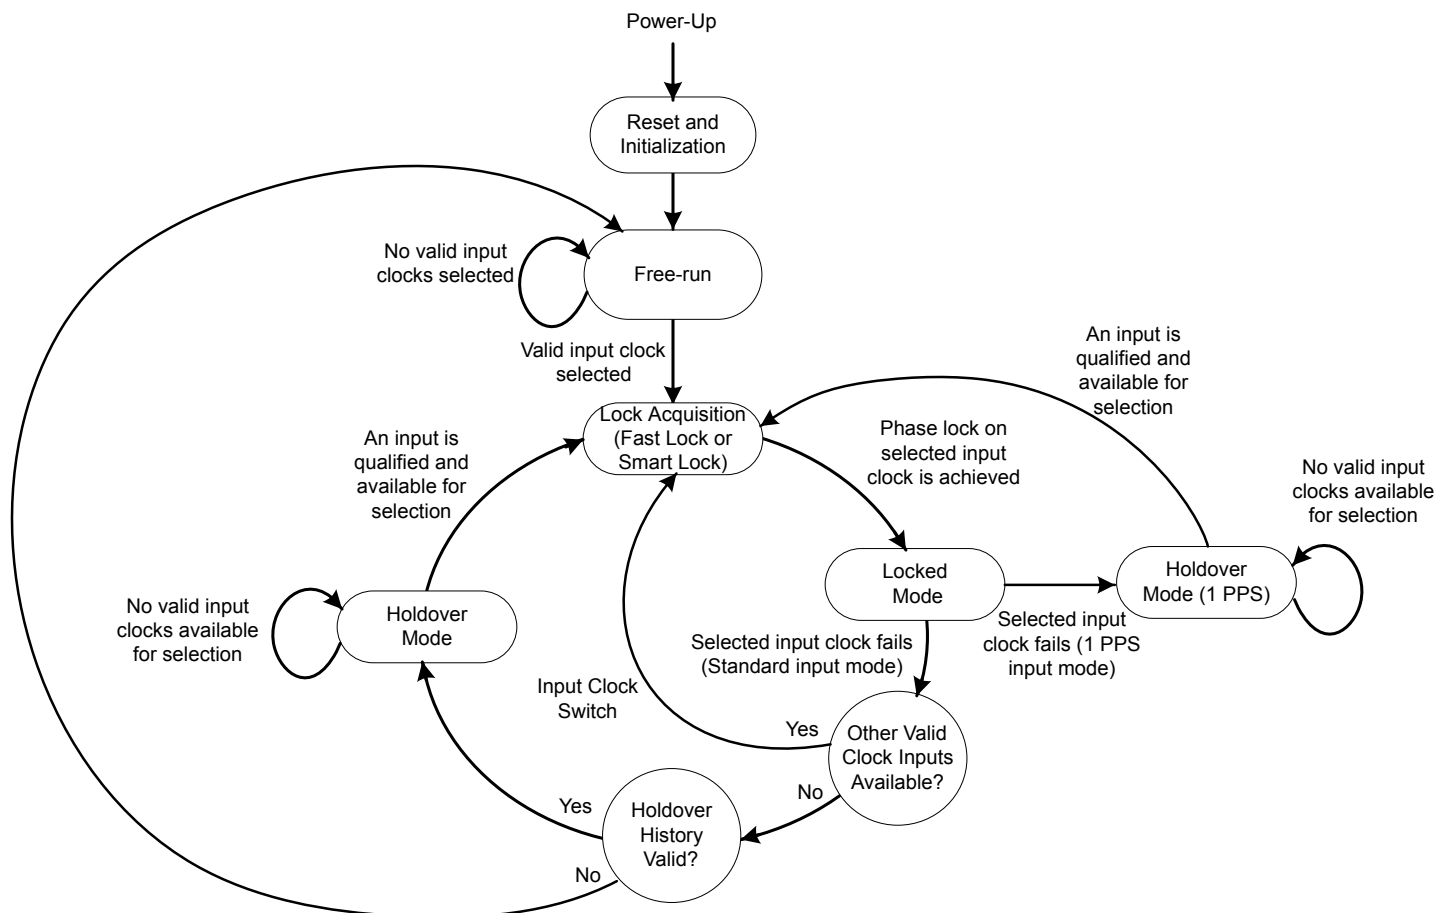 Power-Up
Reset and
Initialization
No valid input
clocks selected
Free-run
Valid input clock
selected
An input is
qualified and
available for
selection
Lock Acquisition
(Fast Lock or
Smart Lock)
An input is
qualified and
available for
selection
Phase lock on
selected input
clock is achieved
No valid input
clocks available
for selection
Locked
Mode
Holdover
Mode (1 PPS)
No valid input
clocks available
for selection
Holdover
Mode
Selected input clock fails
(Standard input mode)
Selected input
clock fails (1 PPS
input mode)
Input Clock
Switch
Yes
Other Valid
Clock Inputs
Available?
No
Yes
Holdover
History
Valid?
No